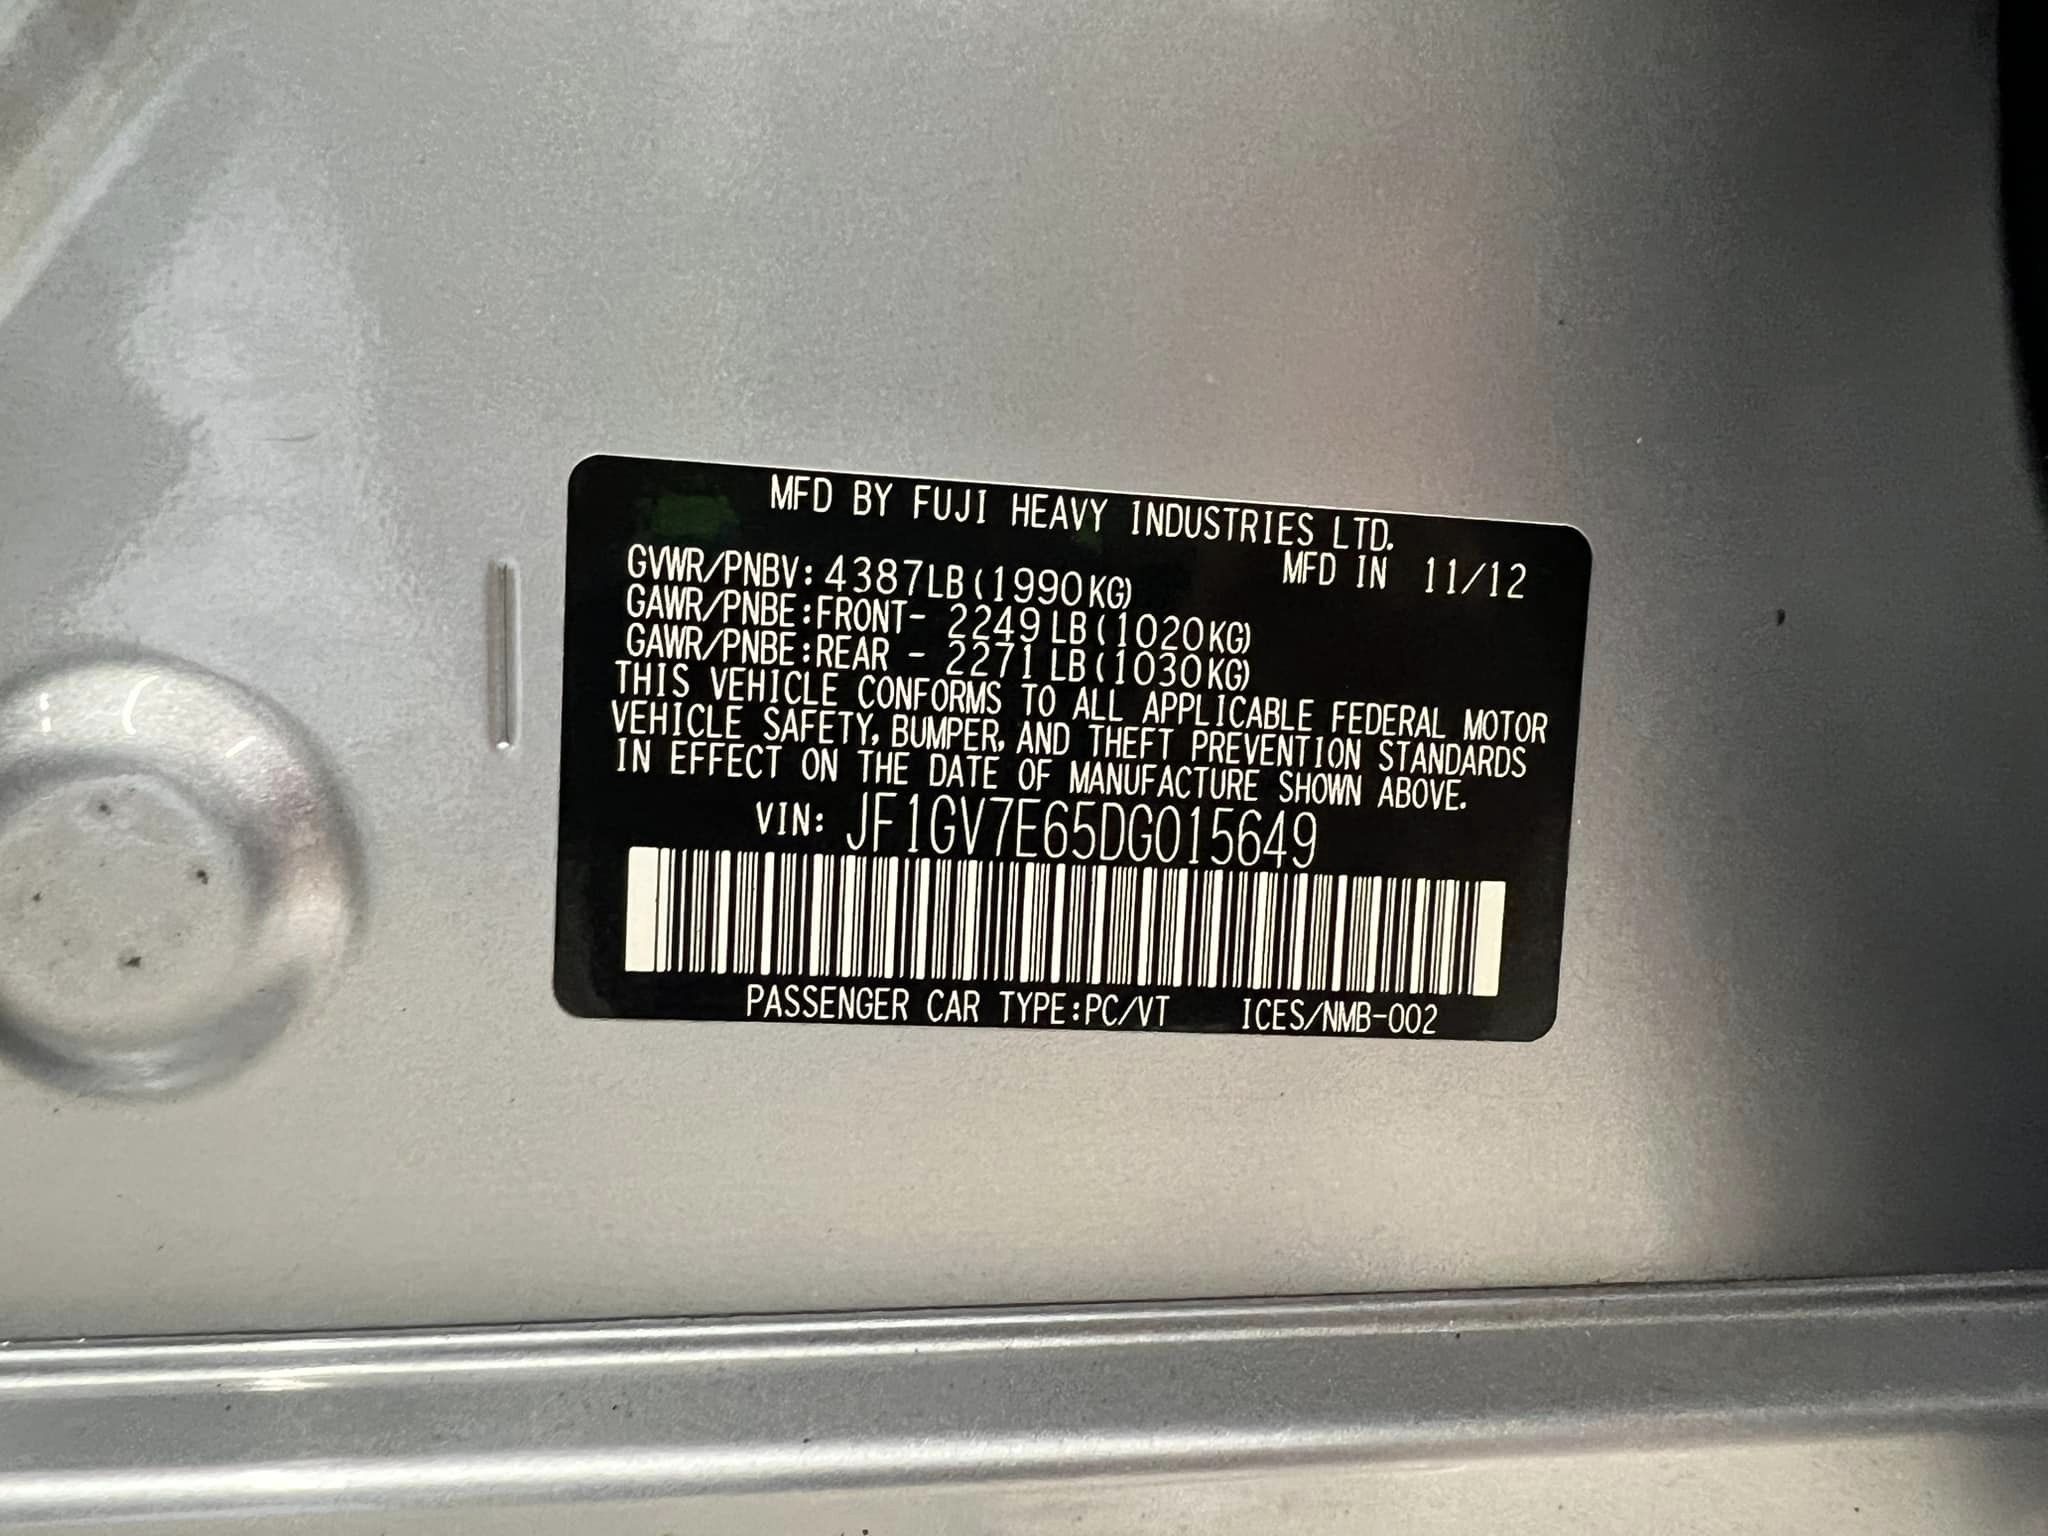 MFD BY FUJI HEAVY INDUSTRIES LTD.
MFD IN 11/12
GVWR/PNBV: 4387LB (1990KG)
GAWR/PNBE:FRONT- 2249LB (1020KG)
GAWR/PNBE:REAR - 2271LB (1030KG)
THIS VEHICLE CONFORMS TO ALL APPLICABLE FEDERAL MOTOR
VEHICLE SAFETY, BUMPER, AND THEFT PREVENTION STANDARDS
IN EFFECT ON THE DATE OF MANUFACTURE SHOWN ABOVE.
VIN: JF1GV7E65DG015649
PASSENGER CAR TYPE:PC/VT ICES/NMB-002